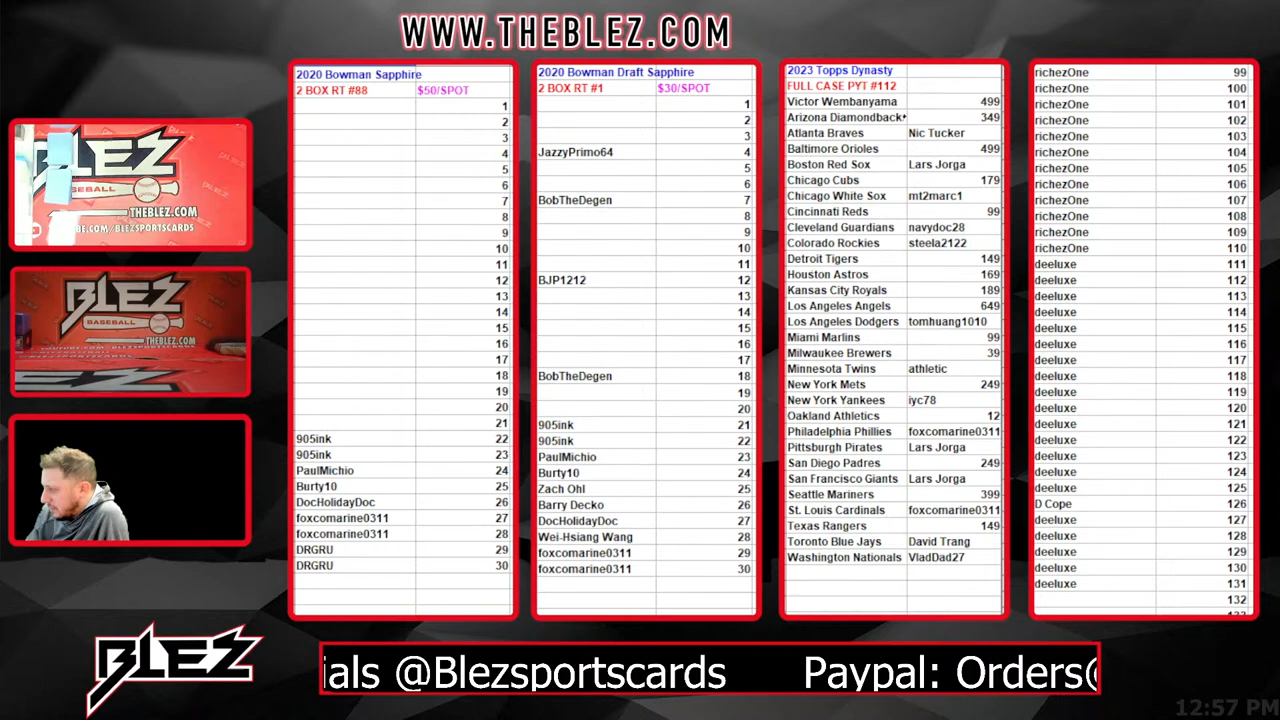 WWW.THEBLEZ.COM
BLEZ
SEBALL
THEBLEZ.COM
BE.COM/BLEZSPORTSCARDS
BLEZ
BASEBALL
THEBLEZ.COM
2020 Bowman Sapphire
2 BOX RT #88 $50/SPOT
1
2
3
4
5
6
7
8
9
10
11
12
13
14
15
16
17
18
19
20
21
905ink 22
905ink 23
PaulMichio 24
Burty10 25
DocHolidayDoc 26
foxcomarine0311 27
foxcomarine0311 28
DRGRU 29
DRGRU 30
2020 Bowman Draft Sapphire
2 BOX RT #1 $30/SPOT
1
2
3
JazzyPrimo64 4
5
6
BobTheDegen 7
8
9
10
11
BJP1212 12
13
14
15
16
17
BobTheDegen 18
19
20
905ink 21
905ink 22
PaulMichio 23
Burty10 24
Zach Ohl 25
Barry Decko 26
DocHolidayDoc 27
Wei-Hsiang Wang 28
foxcomarine0311 29
foxcomarine0311 30
2023 Topps Dynasty
FULL CASE PYT #112
Victor Wembanyama 499
Arizona Diamondback 349
Atlanta Braves Nic Tucker
Baltimore Orioles 499
Boston Red Sox Lars Jorga
Chicago Cubs 179
Chicago White Sox mt2marc1
Cincinnati Reds 99
Cleveland Guardians navydoc28
Colorado Rockies steela2122
Detroit Tigers 149
Houston Astros 169
Kansas City Royals 189
Los Angeles Angels 649
Los Angeles Dodgers tomhuang1010
Miami Marlins 99
Milwaukee Brewers 39
Minnesota Twins athletic
New York Mets 249
New York Yankees iyc78
Oakland Athletics 12
Philadelphia Phillies foxcomarine0311
Pittsburgh Pirates Lars Jorga
San Diego Padres 249
San Francisco Giants Lars Jorga
Seattle Mariners 399
St. Louis Cardinals foxcomarine0311
Texas Rangers 149
Toronto Blue Jays David Trang
Washington Nationals VladDad27
richezOne 99
richezOne 100
richezOne 101
richezOne 102
richezOne 103
richezOne 104
richezOne 105
richezOne 106
richezOne 107
richezOne 108
richezOne 109
richezOne 110
deeluxe 111
deeluxe 112
deeluxe 113
deeluxe 114
deeluxe 115
deeluxe 116
deeluxe 117
deeluxe 118
deeluxe 119
deeluxe 120
deeluxe 121
deeluxe 122
deeluxe 123
deeluxe 124
deeluxe 125
D Cope 126
deeluxe 127
deeluxe 128
deeluxe 129
deeluxe 130
deeluxe 131
132
BLEZ
ials @Blezsportscards Paypal: Orders@
12:57 PM